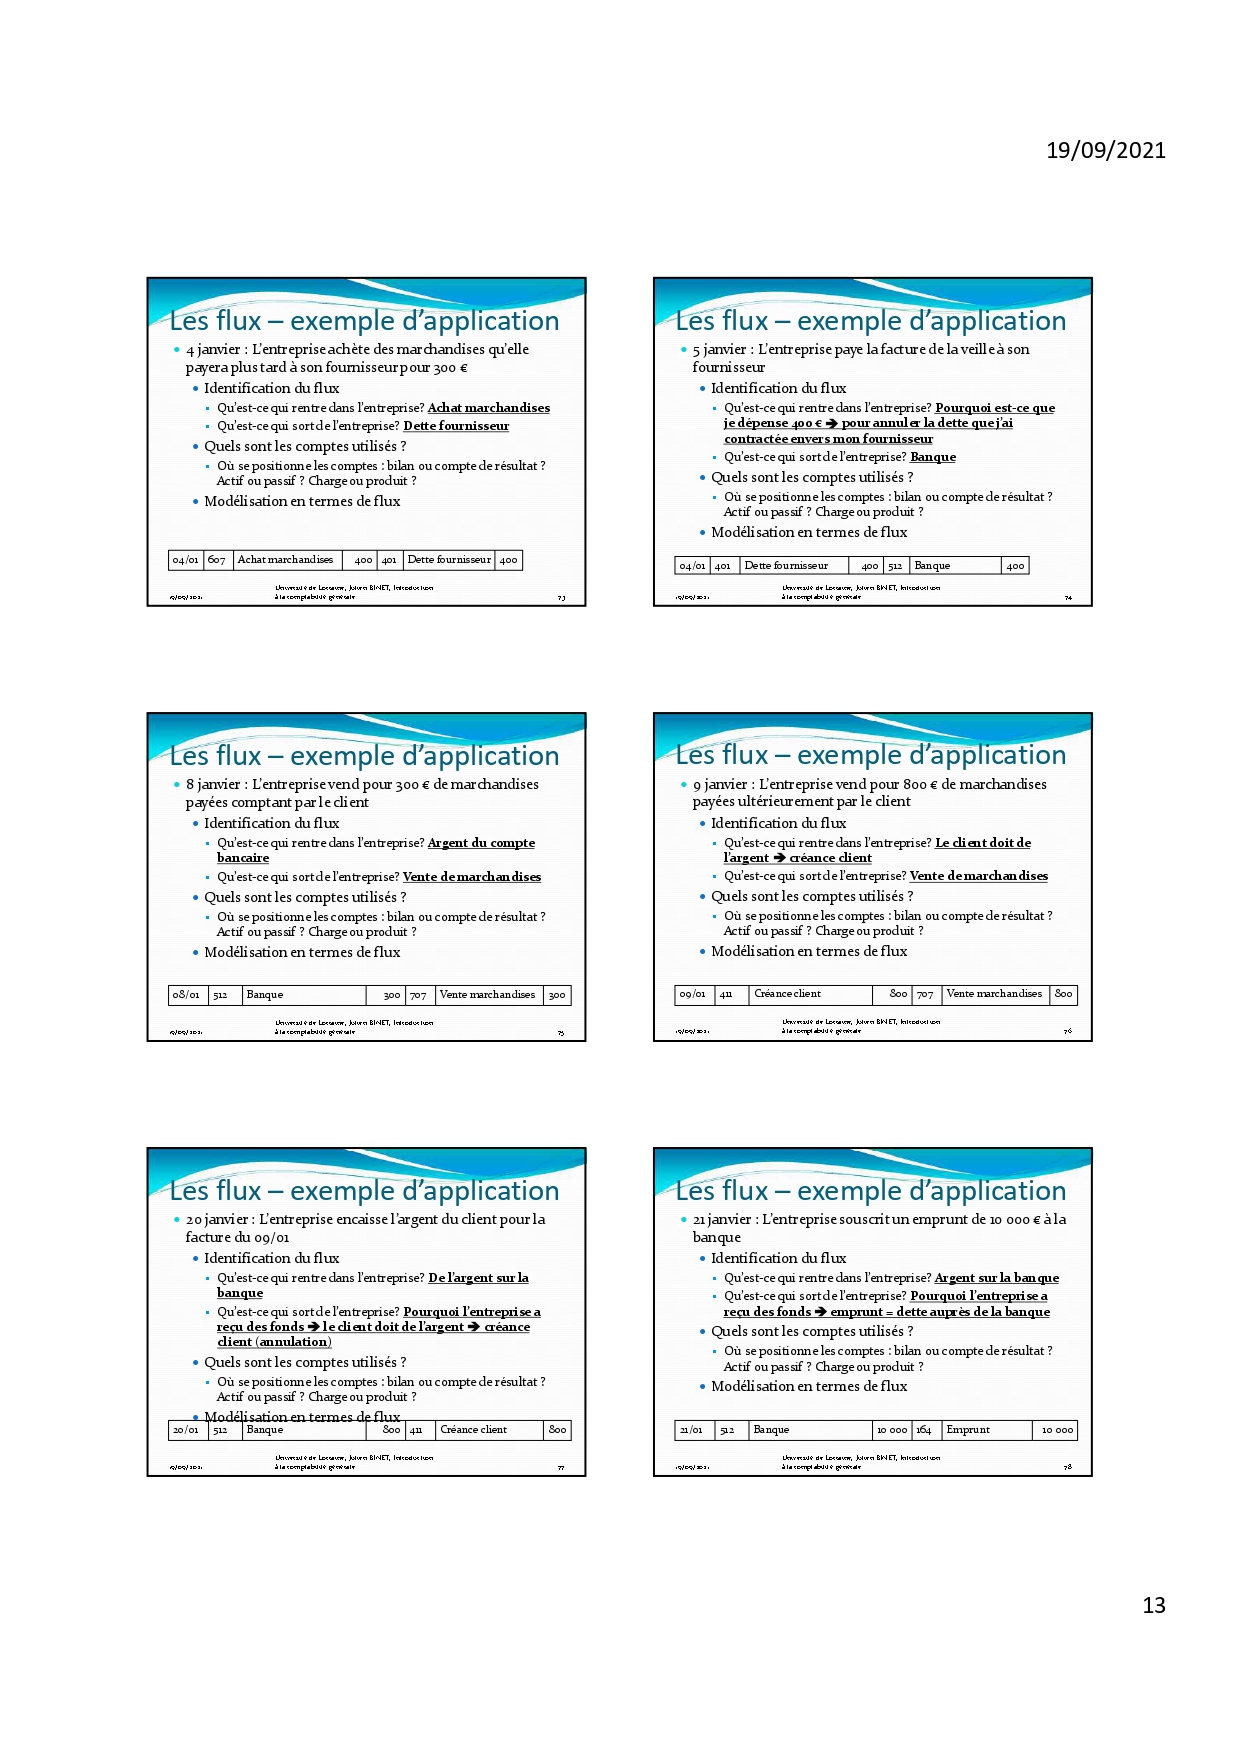 19/09/2021
Les flux – exemple d'application
• 4 janvier : L'entreprise achète des marchandises qu'elle
payera plus tard à son fournisseur pour 300 €
• Identification du flux
▪ Qu'est-ce qui rentre dans l'entreprise? Achat marchandises
▪ Qu'est-ce qui sort de l'entreprise? Dette fournisseur
• Quels sont les comptes utilisés ?
▪ Où se positionne les comptes : bilan ou compte de résultat ?
Actif ou passif ? Charge ou produit ?
• Modélisation en termes de flux
04/01 607 Achat marchandises 400 401 Dette fournisseur 400
19/09/2021
Université de Lorraine, Julien BINET, Introduction
à la comptabilité générale
73
Les flux – exemple d'application
• 5 janvier : L'entreprise paye la facture de la veille à son
fournisseur
• Identification du flux
▪ Qu'est-ce qui rentre dans l'entreprise? Pourquoi est-ce que
je dépense 400 € ➔ pour annuler la dette que j'ai
contractée envers mon fournisseur
▪ Qu'est-ce qui sort de l'entreprise? Banque
• Quels sont les comptes utilisés ?
▪ Où se positionne les comptes : bilan ou compte de résultat ?
Actif ou passif ? Charge ou produit ?
• Modélisation en termes de flux
04/01 401 Dette fournisseur 400 512 Banque 400
19/09/2021
Université de Lorraine, Julien BINET, Introduction
à la comptabilité générale
74
Les flux – exemple d'application
• 8 janvier : L'entreprise vend pour 300 € de marchandises
payées comptant par le client
• Identification du flux
▪ Qu'est-ce qui rentre dans l'entreprise? Argent du compte
bancaire
▪ Qu'est-ce qui sort de l'entreprise? Vente de marchandises
• Quels sont les comptes utilisés ?
▪ Où se positionne les comptes : bilan ou compte de résultat ?
Actif ou passif ? Charge ou produit ?
• Modélisation en termes de flux
08/01 512 Banque 300 707 Vente marchandises 300
19/09/2021
Université de Lorraine, Julien BINET, Introduction
à la comptabilité générale
75
Les flux – exemple d'application
• 9 janvier : L'entreprise vend pour 800 € de marchandises
payées ultérieurement par le client
• Identification du flux
▪ Qu'est-ce qui rentre dans l'entreprise? Le client doit de
l'argent ➔ créance client
▪ Qu'est-ce qui sort de l'entreprise? Vente de marchandises
• Quels sont les comptes utilisés ?
▪ Où se positionne les comptes : bilan ou compte de résultat ?
Actif ou passif ? Charge ou produit ?
• Modélisation en termes de flux
09/01 411 Créance client 800 707 Vente marchandises 800
19/09/2021
Université de Lorraine, Julien BINET, Introduction
à la comptabilité générale
76
Les flux – exemple d'application
• 20 janvier : L'entreprise encaisse l'argent du client pour la
facture du 09/01
• Identification du flux
▪ Qu'est-ce qui rentre dans l'entreprise? De l'argent sur la
banque
▪ Qu'est-ce qui sort de l'entreprise? Pourquoi l'entreprise a
reçu des fonds ➔ le client doit de l'argent ➔ créance
client (annulation)
• Quels sont les comptes utilisés ?
▪ Où se positionne les comptes : bilan ou compte de résultat ?
Actif ou passif ? Charge ou produit ?
• Modélisation en termes de flux
20/01 512 Banque 800 411 Créance client 800
19/09/2021
Université de Lorraine, Julien BINET, Introduction
à la comptabilité générale
77
Les flux – exemple d'application
• 21 janvier : L'entreprise souscrit un emprunt de 10 000 € à la
banque
• Identification du flux
▪ Qu'est-ce qui rentre dans l'entreprise? Argent sur la banque
▪ Qu'est-ce qui sort de l'entreprise? Pourquoi l'entreprise a
reçu des fonds ➔ emprunt = dette auprès de la banque
• Quels sont les comptes utilisés ?
▪ Où se positionne les comptes : bilan ou compte de résultat ?
Actif ou passif ? Charge ou produit ?
• Modélisation en termes de flux
21/01 512 Banque 10 000 164 Emprunt 10 000
19/09/2021
Université de Lorraine, Julien BINET, Introduction
à la comptabilité générale
78
13